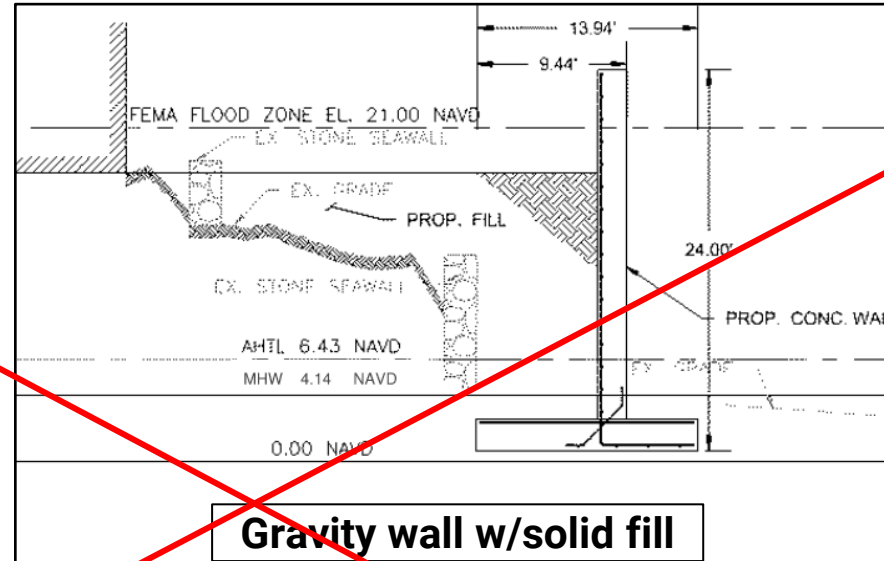 13.94'
9.44'
FEMA FLOOD ZONE EL. 21.00 NAVD
EX. STONE SEAWALL
EX. GRADE
PROP. FILL
24.00'
EX. STONE SEAWALL
PROP. CONC. WAL
AHTL 6.43 NAVD
EX. GRADE
MHW 4.14 NAVD
0.00 NAVD
Gravity wall w/solid fill